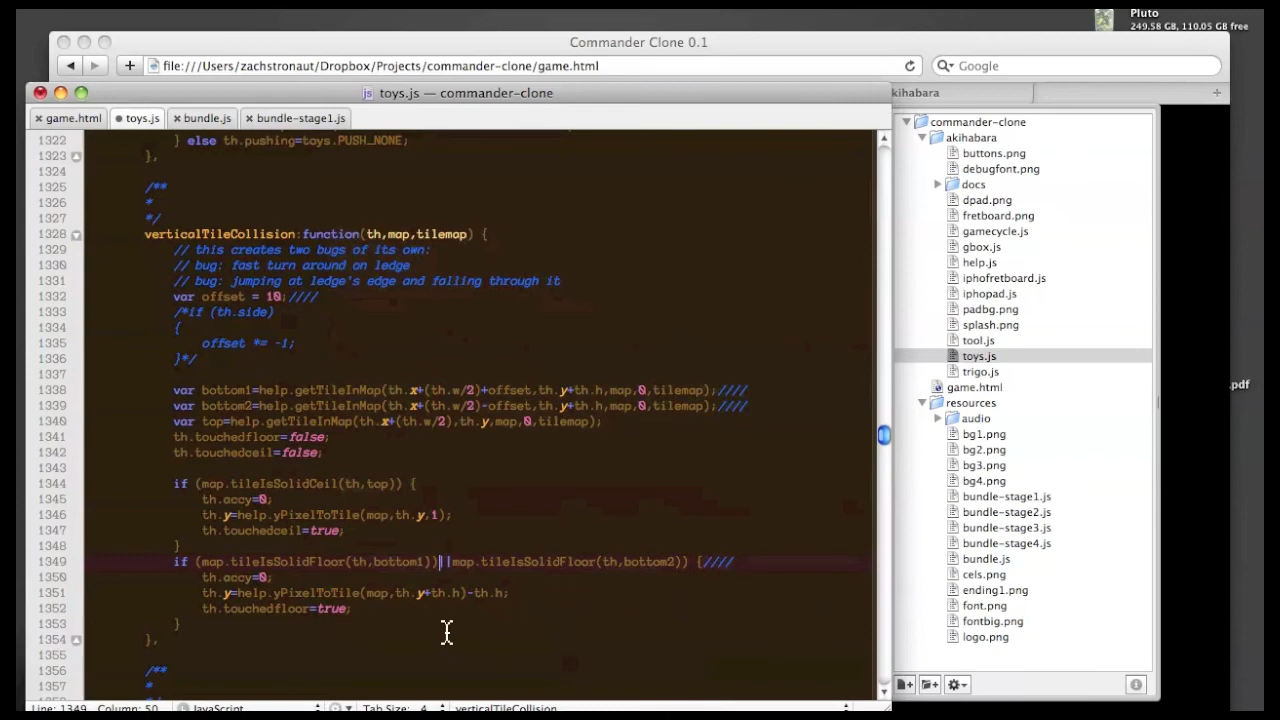 Pluto
249.58 GB, 110.05 GB free
Commander Clone 0.1
file:///Users/zachstronaut/Dropbox/Projects/commander-clone/game.html
Google
toys.js — commander-clone
akihabara
game.html
toys.js
bundle.js
bundle-stage1.js
1322 } else th.pushing=toys.PUSH_NONE;
1323 },
1324
1325 /**
1326 *
1327 */
1328 verticalTileCollision:function(th,map,tilemap) {
1329 // this creates two bugs of its own:
1330 // bug: fast turn around on ledge
1331 // bug: jumping at ledge's edge and falling through it
1332 var offset = 10;////
1333 /*if (th.side)
1334 {
1335 offset *= -1;
1336 }*/
1337
1338 var bottom1=help.getTileInMap(th.x+(th.w/2)+offset,th.y+th.h,map,0,tilemap);////
1339 var bottom2=help.getTileInMap(th.x+(th.w/2)-offset,th.y+th.h,map,0,tilemap);////
1340 var top=help.getTileInMap(th.x+(th.w/2),th.y,map,0,tilemap);
1341 th.touchedfloor=false;
1342 th.touchedceil=false;
1343
1344 if (map.tileIsSolidCeil(th,top)) {
1345 th.accy=0;
1346 th.y=help.yPixelToTile(map,th.y,1);
1347 th.touchedceil=true;
1348 }
1349 if (map.tileIsSolidFloor(th,bottom1))||map.tileIsSolidFloor(th,bottom2)) {////
1350 th.accy=0;
1351 th.y=help.yPixelToTile(map,th.y+th.h)-th.h;
1352 th.touchedfloor=true;
1353 }
1354 },
1355
1356 /**
1357 *
Line: 1349 Column: 50 JavaScript Tab Size: 4 verticalTileCollision
commander-clone
akihabara
buttons.png
debugfont.png
docs
dpad.png
fretboard.png
gamecycle.js
gbox.js
help.js
iphofretboard.js
iphopad.js
padbg.png
splash.png
tool.js
toys.js
trigo.js
game.html
resources
audio
bg1.png
bg2.png
bg3.png
bg4.png
bundle-stage1.js
bundle-stage2.js
bundle-stage3.js
bundle-stage4.js
bundle.js
cels.png
ending1.png
font.png
fontbig.png
logo.png
.pdf